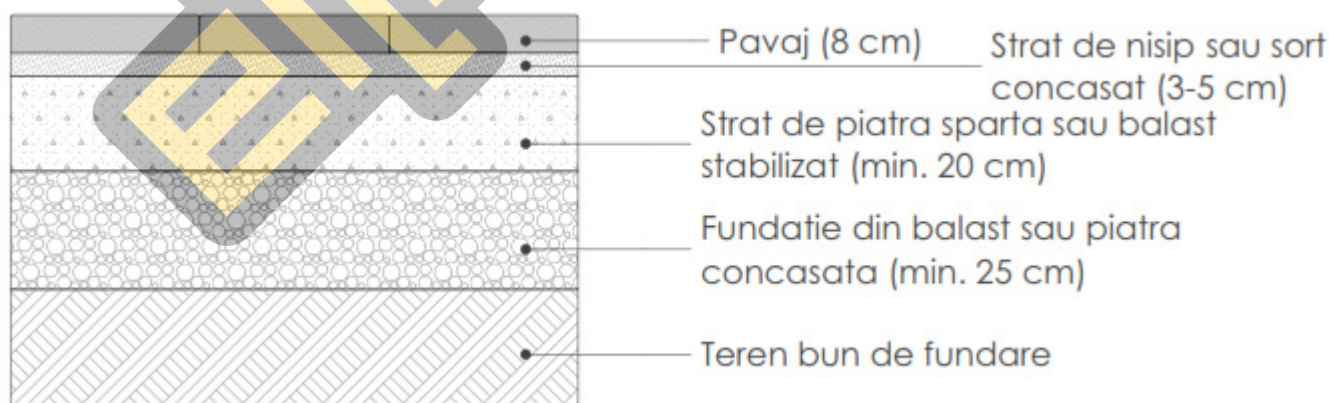 Pavaj (8 cm)
Strat de nisip sau sort
concasat (3-5 cm)
Strat de piatra sparta sau balast
stabilizat (min. 20 cm)
Fundatie din balast sau piatra
concasata (min. 25 cm)
Teren bun de fundare